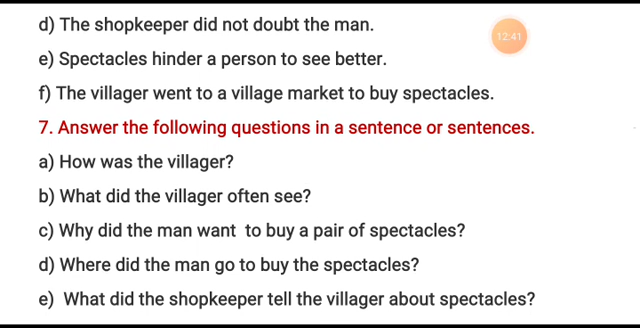 d) The shopkeeper did not doubt the man.
12:41
e) Spectacles hinder a person to see better.
f) The villager went to a village market to buy spectacles.
7. Answer the following questions in a sentence or sentences.
a) How was the villager?
b) What did the villager often see?
c) Why did the man want  to buy a pair of spectacles?
d) Where did the man go to buy the spectacles?
e)  What did the shopkeeper tell the villager about spectacles?